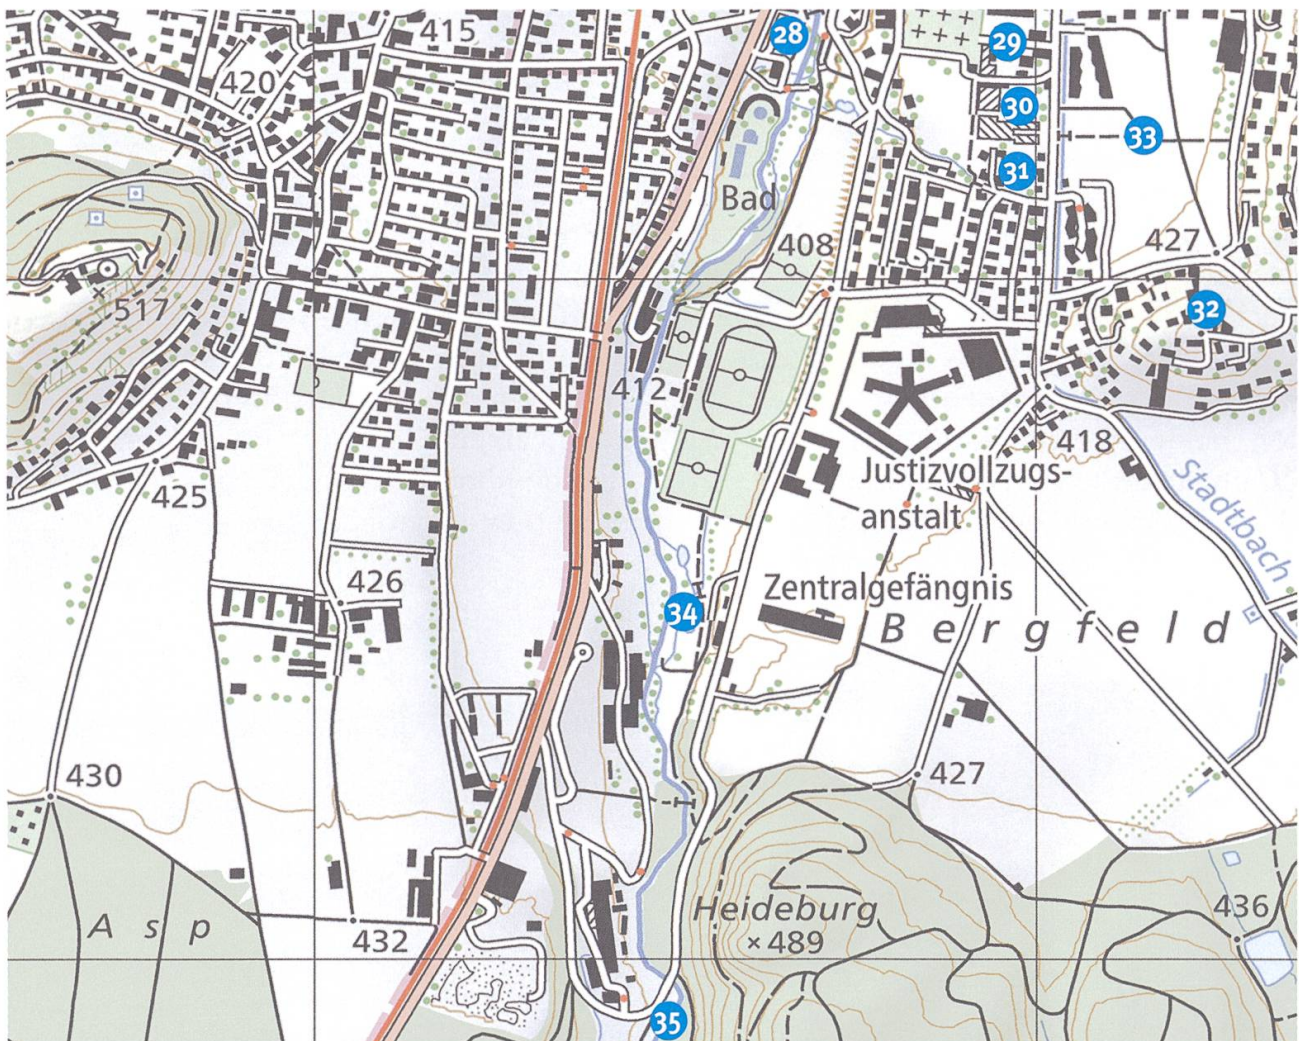 28
29
415
420
30
33
31
Bad
408
427
517
32
412
418
425
Justizvollzugs-
anstalt
Stadtbach
426
Zentralgefängnis
34
Bergfeld
430
427
Asp
Heideburg
489
436
432
35